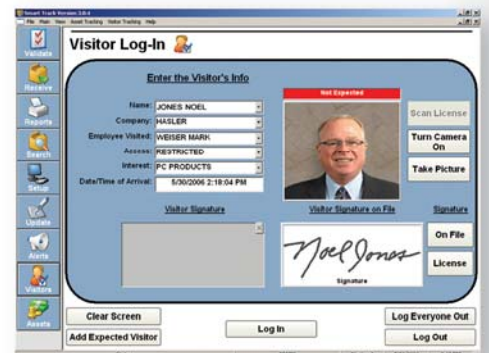 Smart Track Version 3.0.4
File Main View Asset Tracking Visitor Tracking Help
Validate
Receive
Reports
Search
Setup
Update
Alerts
Visitors
Assets
Visitor Log-In
Enter the Visitor's Info
Name: JONES NOEL
Company: HASLER
Employee Visited: WEISER MARK
Access: RESTRICTED
Interest: PC PRODUCTS
Date/Time of Arrival: 5/30/2006 2:18:04 PM
Not Expected
Scan License
Turn Camera On
Take Picture
Visitor Signature
Visitor Signature on File
Signature
Noel Jones
Signature
On File
License
Clear Screen
Add Expected Visitor
Log In
Log Everyone Out
Log Out